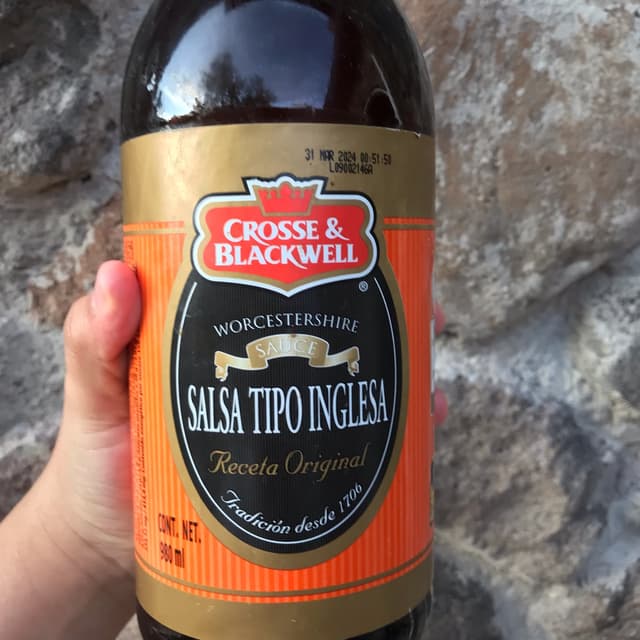 31 MAR 2024 00:51:50
L09002146A
CROSSE &
BLACKWELL
®
WORCESTERSHIRE
SAUCE
SALSA TIPO INGLESA
Receta Original
Tradición desde 1706
CONT. NET.
980 ml